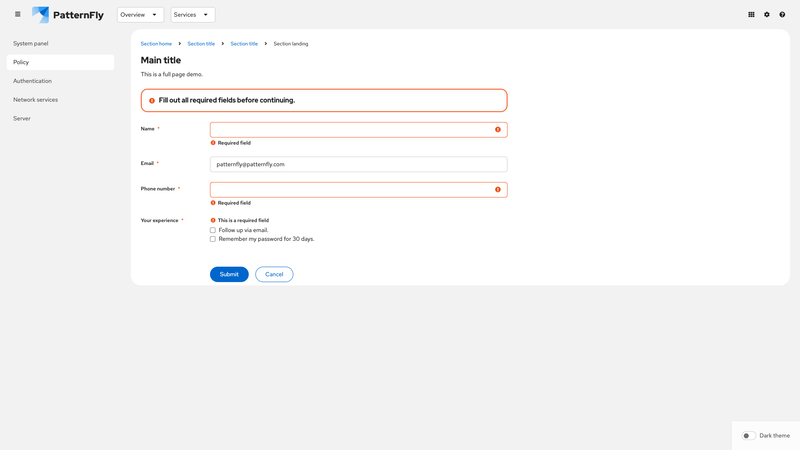 PatternFly
Overview
Services
System panel
Policy
Authentication
Network services
Server
Section home > Section title > Section title > Section landing
Main title
This is a full page demo.
Fill out all required fields before continuing.
Name *
Required field
Email *
patternfly@patternfly.com
Phone number *
Required field
Your experience *
This is a required field
Follow up via email.
Remember my password for 30 days.
Submit
Cancel
Dark theme